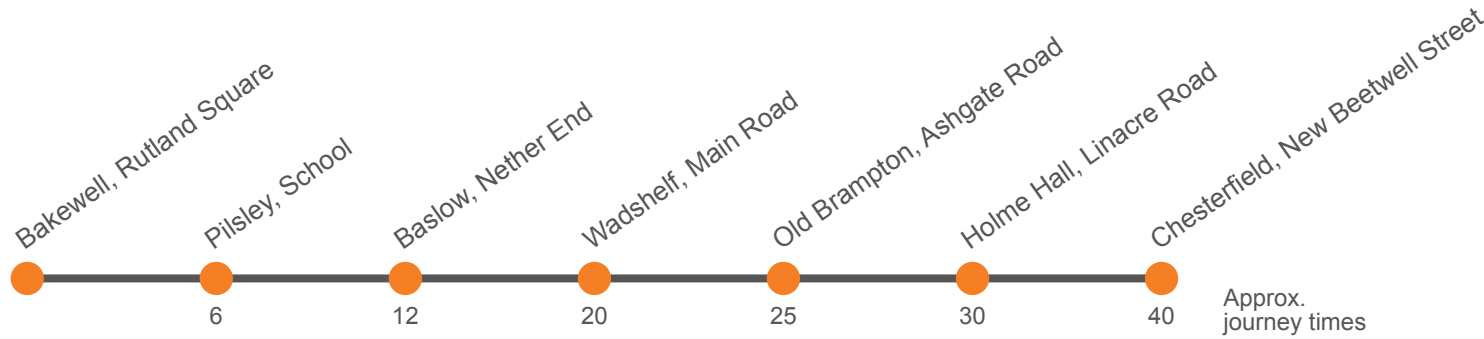 Bakewell, Rutland Square
Pilsley, School
Baslow, Nether End
Wadshelf, Main Road
Old Brampton, Ashgate Road
Holme Hall, Linacre Road
Chesterfield, New Beetwell Street
6
12
20
25
30
40
Approx.
journey times